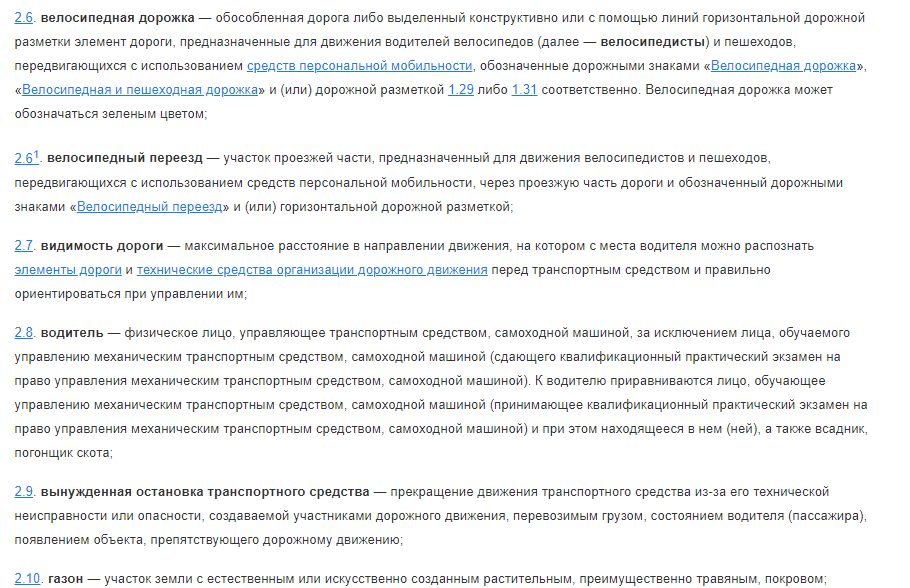 2.6. велосипедная дорожка — обособленная дорога либо выделенный конструктивно или с помощью линий горизонтальной дорожной
разметки элемент дороги, предназначенные для движения водителей велосипедов (далее — велосипедисты) и пешеходов,
передвигающихся с использованием средств персональной мобильности, обозначенные дорожными знаками «Велосипедная дорожка»,
«Велосипедная и пешеходная дорожка» и (или) дорожной разметкой 1.29 либо 1.31 соответственно. Велосипедная дорожка может
обозначаться зеленым цветом;
2.6¹. велосипедный переезд — участок проезжей части, предназначенный для движения велосипедистов и пешеходов,
передвигающихся с использованием средств персональной мобильности, через проезжую часть дороги и обозначенный дорожными
знаками «Велосипедный переезд» и (или) горизонтальной дорожной разметкой;
2.7. видимость дороги — максимальное расстояние в направлении движения, на котором с места водителя можно распознать
элементы дороги и технические средства организации дорожного движения перед транспортным средством и правильно
ориентироваться при управлении им;
2.8. водитель — физическое лицо, управляющее транспортным средством, самоходной машиной, за исключением лица, обучаемого
управлению механическим транспортным средством, самоходной машиной (сдающего квалификационный практический экзамен на
право управления механическим транспортным средством, самоходной машиной). К водителю приравниваются лицо, обучающее
управлению механическим транспортным средством, самоходной машиной (принимающее квалификационный практический экзамен на
право управления механическим транспортным средством, самоходной машиной) и при этом находящееся в нем (ней), а также всадник,
погонщик скота;
2.9. вынужденная остановка транспортного средства — прекращение движения транспортного средства из-за его технической
неисправности или опасности, создаваемой участниками дорожного движения, перевозимым грузом, состоянием водителя (пассажира),
появлением объекта, препятствующего дорожному движению;
2.10. газон — участок земли с естественным или искусственно созданным растительным, преимущественно травяным, покровом;